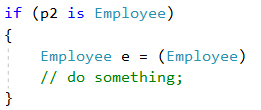 if (p2 is Employee)
{
Employee e = (Employee)
// do something;
}